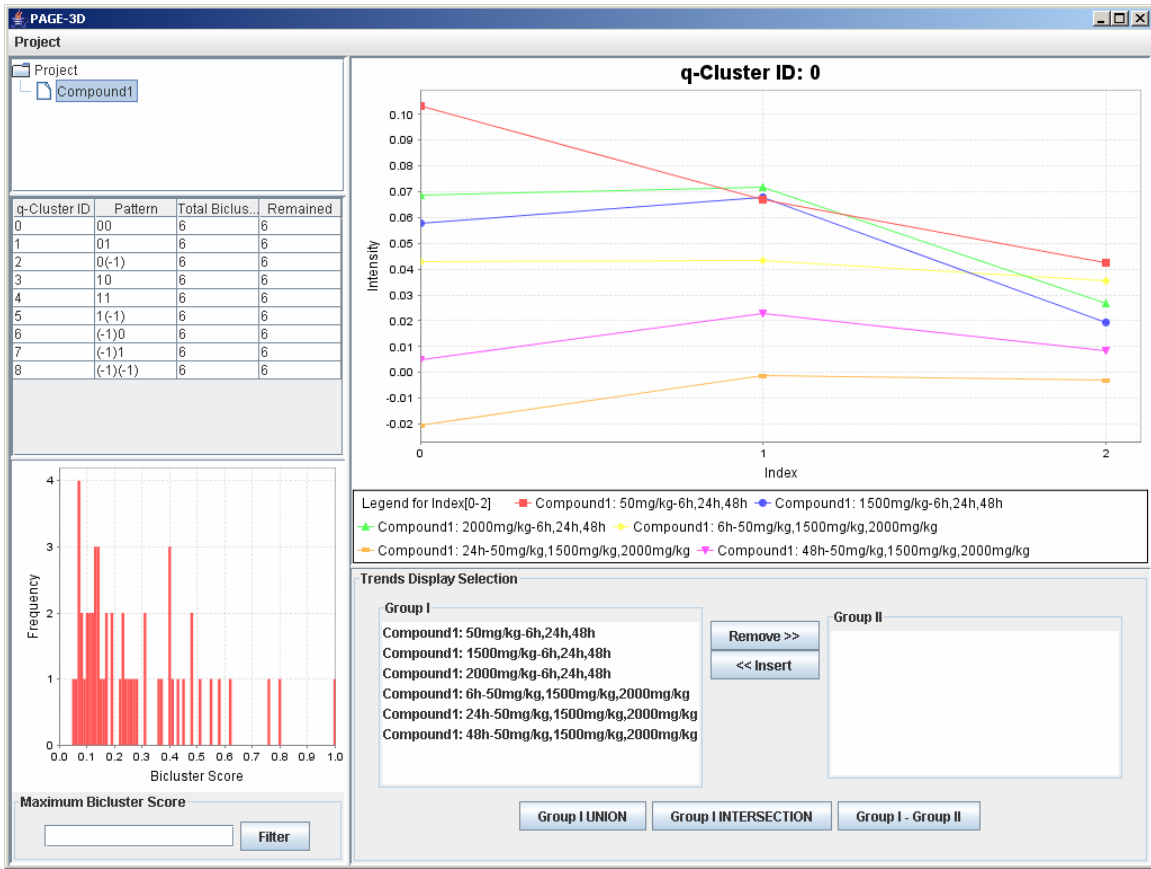 PAGE-3D
Project
Project
Compound1
q-Cluster ID Pattern Total Biclus... Remained
0 00 6 6
1 01 6 6
2 0(-1) 6 6
3 10 6 6
4 11 6 6
5 1(-1) 6 6
6 (-1)0 6 6
7 (-1)1 6 6
8 (-1)(-1) 6 6
4
3
2
1
0
Frequency
0.0 0.1 0.2 0.3 0.4 0.5 0.6 0.7 0.8 0.9 1.0
Bicluster Score
Maximum Bicluster Score
Filter
q-Cluster ID: 0
0.10
0.09
0.08
0.07
0.06
0.05
0.04
0.03
0.02
0.01
0.00
-0.01
-0.02
Intensity
0 1 2
Index
Legend for Index[0-2] Compound1: 50mg/kg-6h,24h,48h Compound1: 1500mg/kg-6h,24h,48h
Compound1: 2000mg/kg-6h,24h,48h Compound1: 6h-50mg/kg,1500mg/kg,2000mg/kg
Compound1: 24h-50mg/kg,1500mg/kg,2000mg/kg Compound1: 48h-50mg/kg,1500mg/kg,2000mg/kg
Trends Display Selection
Group I
Compound1: 50mg/kg-6h,24h,48h
Compound1: 1500mg/kg-6h,24h,48h
Compound1: 2000mg/kg-6h,24h,48h
Compound1: 6h-50mg/kg,1500mg/kg,2000mg/kg
Compound1: 24h-50mg/kg,1500mg/kg,2000mg/kg
Compound1: 48h-50mg/kg,1500mg/kg,2000mg/kg
Remove >>
<< Insert
Group II
Group I UNION Group I INTERSECTION Group I - Group II